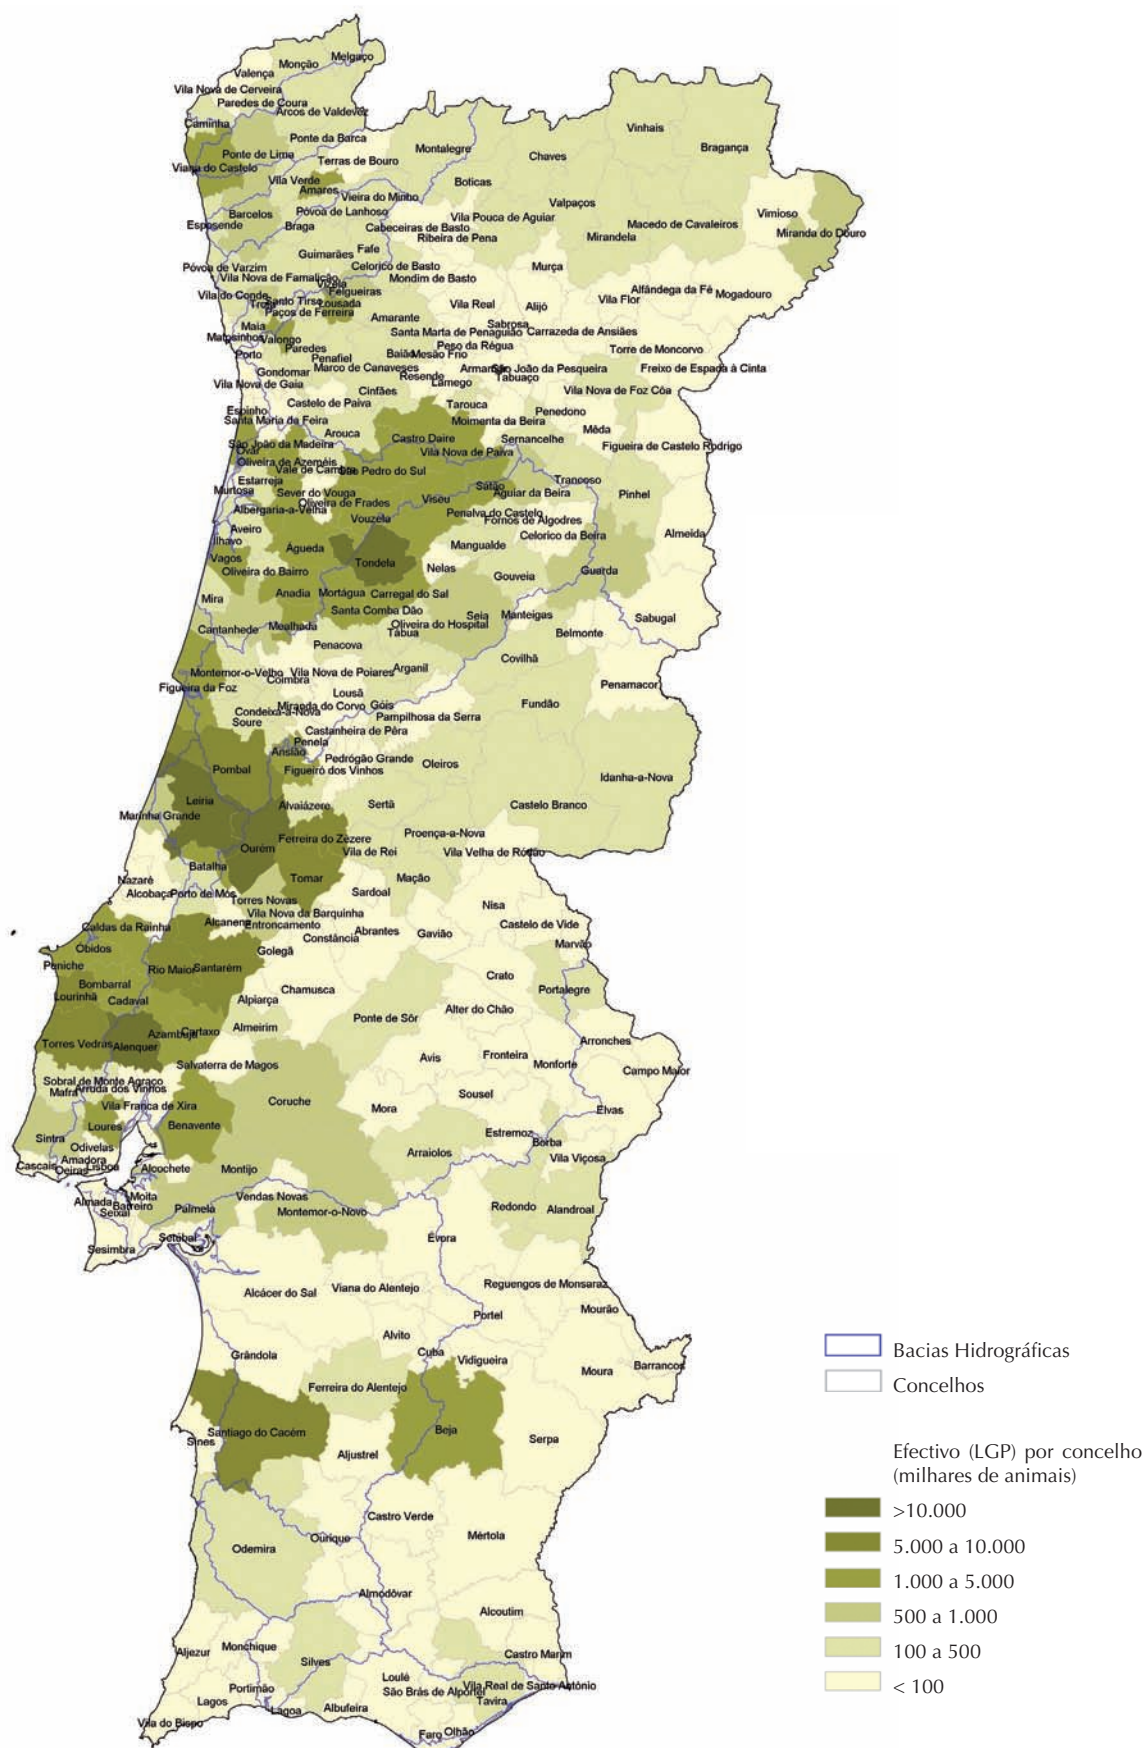 Melgaço
Monção
Valença
Vila Nova de Cerveira
Paredes de Coura
Arcos de Valdevez
Caminha
Ponte da Barca
Ponte de Lima
Terras de Bouro
Viana do Castelo
Vila Verde
Amares
Vieira do Minho
Montalegre
Chaves
Vinhais
Bragança
Boticas
Valpaços
Vimioso
Miranda do Douro
Esposende
Barcelos
Braga
Póvoa de Lanhoso
Cabeceiras de Basto
Vila Pouca de Aguiar
Ribeira de Pena
Mirandela
Macedo de Cavaleiros
Guimarães
Fafe
Póvoa de Varzim
Vila Nova de Famalicão
Celorico de Basto
Mondim de Basto
Murça
Vizela
Felgueiras
Vila do Conde
Trofa
Santo Tirso
Lousada
Paços de Ferreira
Amarante
Vila Real
Alijó
Vila Flor
Alfândega da Fé
Mogadouro
Maia
Matosinhos
Valongo
Porto
Paredes
Penafiel
Santa Marta de Penaguião
Sabrosa
Carrazeda de Ansiães
Peso da Régua
Baião
Mesão Frio
Torre de Moncorvo
Gondomar
Marco de Canaveses
Resende
Lamego
Armamar
São João da Pesqueira
Tabuaço
Freixo de Espada à Cinta
Vila Nova de Gaia
Cinfães
Vila Nova de Foz Côa
Castelo de Paiva
Espinho
Santa Maria da Feira
Tarouca
Moimenta da Beira
Penedono
Mêda
Arouca
Castro Daire
Sernancelhe
Figueira de Castelo Rodrigo
São João da Madeira
Ovar
Oliveira de Azeméis
Vale de Cambra
São Pedro do Sul
Vila Nova de Paiva
Estarreja
Murtosa
Sever do Vouga
Oliveira de Frades
Viseu
Sátão
Aguiar da Beira
Trancoso
Pinhel
Albergaria-a-Velha
Vouzela
Penalva do Castelo
Fornos de Algodres
Aveiro
Ílhavo
Águeda
Mangualde
Celorico da Beira
Almeida
Vagos
Oliveira do Bairro
Tondela
Nelas
Gouveia
Guarda
Mira
Anadia
Mortágua
Carregal do Sal
Santa Comba Dão
Seia
Manteigas
Sabugal
Cantanhede
Mealhada
Oliveira do Hospital
Tábua
Belmonte
Penacova
Covilhã
Montemor-o-Velho
Coimbra
Vila Nova de Poiares
Arganil
Penamacor
Figueira da Foz
Lousã
Condeixa-a-Nova
Miranda do Corvo
Góis
Fundão
Soure
Pampilhosa da Serra
Castanheira de Pêra
Penela
Ansião
Pedrógão Grande
Pombal
Figueiró dos Vinhos
Oleiros
Idanha-a-Nova
Leiria
Alvaiázere
Sertã
Castelo Branco
Marinha Grande
Ourém
Ferreira do Zêzere
Proença-a-Nova
Vila de Rei
Vila Velha de Ródão
Batalha
Nazaré
Tomar
Mação
Alcobaça
Porto de Mós
Torres Novas
Sardoal
Nisa
Vila Nova da Barquinha
Caldas da Rainha
Alcanena
Entroncamento
Constância
Abrantes
Gavião
Castelo de Vide
Óbidos
Golegã
Marvão
Peniche
Rio Maior
Santarém
Crato
Bombarral
Chamusca
Portalegre
Lourinhã
Cadaval
Alpiarça
Alter do Chão
Ponte de Sôr
Torres Vedras
Alenquer
Azambuja
Cartaxo
Almeirim
Arronches
Salvaterra de Magos
Avis
Fronteira
Monforte
Campo Maior
Sobral de Monte Agraço
Mafra
Arruda dos Vinhos
Coruche
Sousel
Mora
Elvas
Vila Franca de Xira
Loures
Benavente
Sintra
Odivelas
Estremoz
Borba
Arraiolos
Vila Viçosa
Cascais
Amadora
Oeiras
Lisboa
Alcochete
Montijo
Almada
Seixal
Moita
Barreiro
Palmela
Vendas Novas
Montemor-o-Novo
Redondo
Alandroal
Sesimbra
Setúbal
Évora
Alcácer do Sal
Viana do Alentejo
Reguengos de Monsaraz
Portel
Mourão
Alvito
Grândola
Cuba
Vidigueira
Moura
Barrancos
Ferreira do Alentejo
Santiago do Cacém
Sines
Beja
Serpa
Aljustrel
Castro Verde
Mértola
Odemira
Ourique
Almodôvar
Alcoutim
Aljezur
Monchique
Silves
Castro Marim
Loulé
São Brás de Alportel
Vila Real de Santo António
Tavira
Portimão
Lagos
Lagoa
Albufeira
Vila do Bispo
Faro
Olhão
Bacias Hidrográficas
Concelhos
Efectivo (LGP) por concelho
(milhares de animais)
>10.000
5.000 a 10.000
1.000 a 5.000
500 a 1.000
100 a 500
< 100